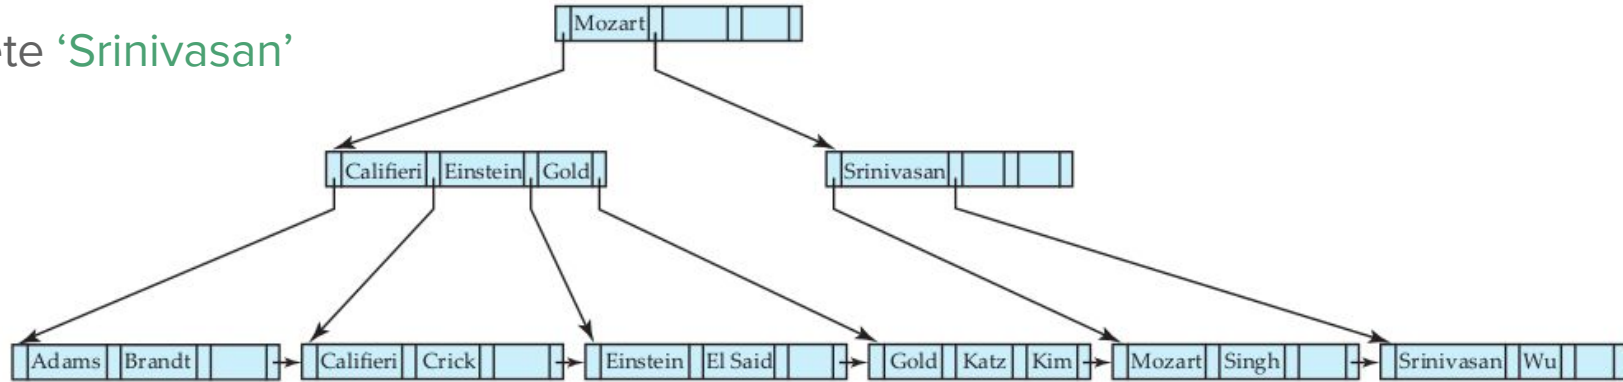 Mozart
ete ‘Srinivasan’
Califieri Einstein Gold Srinivasan
Adams Brandt Califieri Crick Einstein El Said Gold Katz Kim Mozart Singh Srinivasan Wu